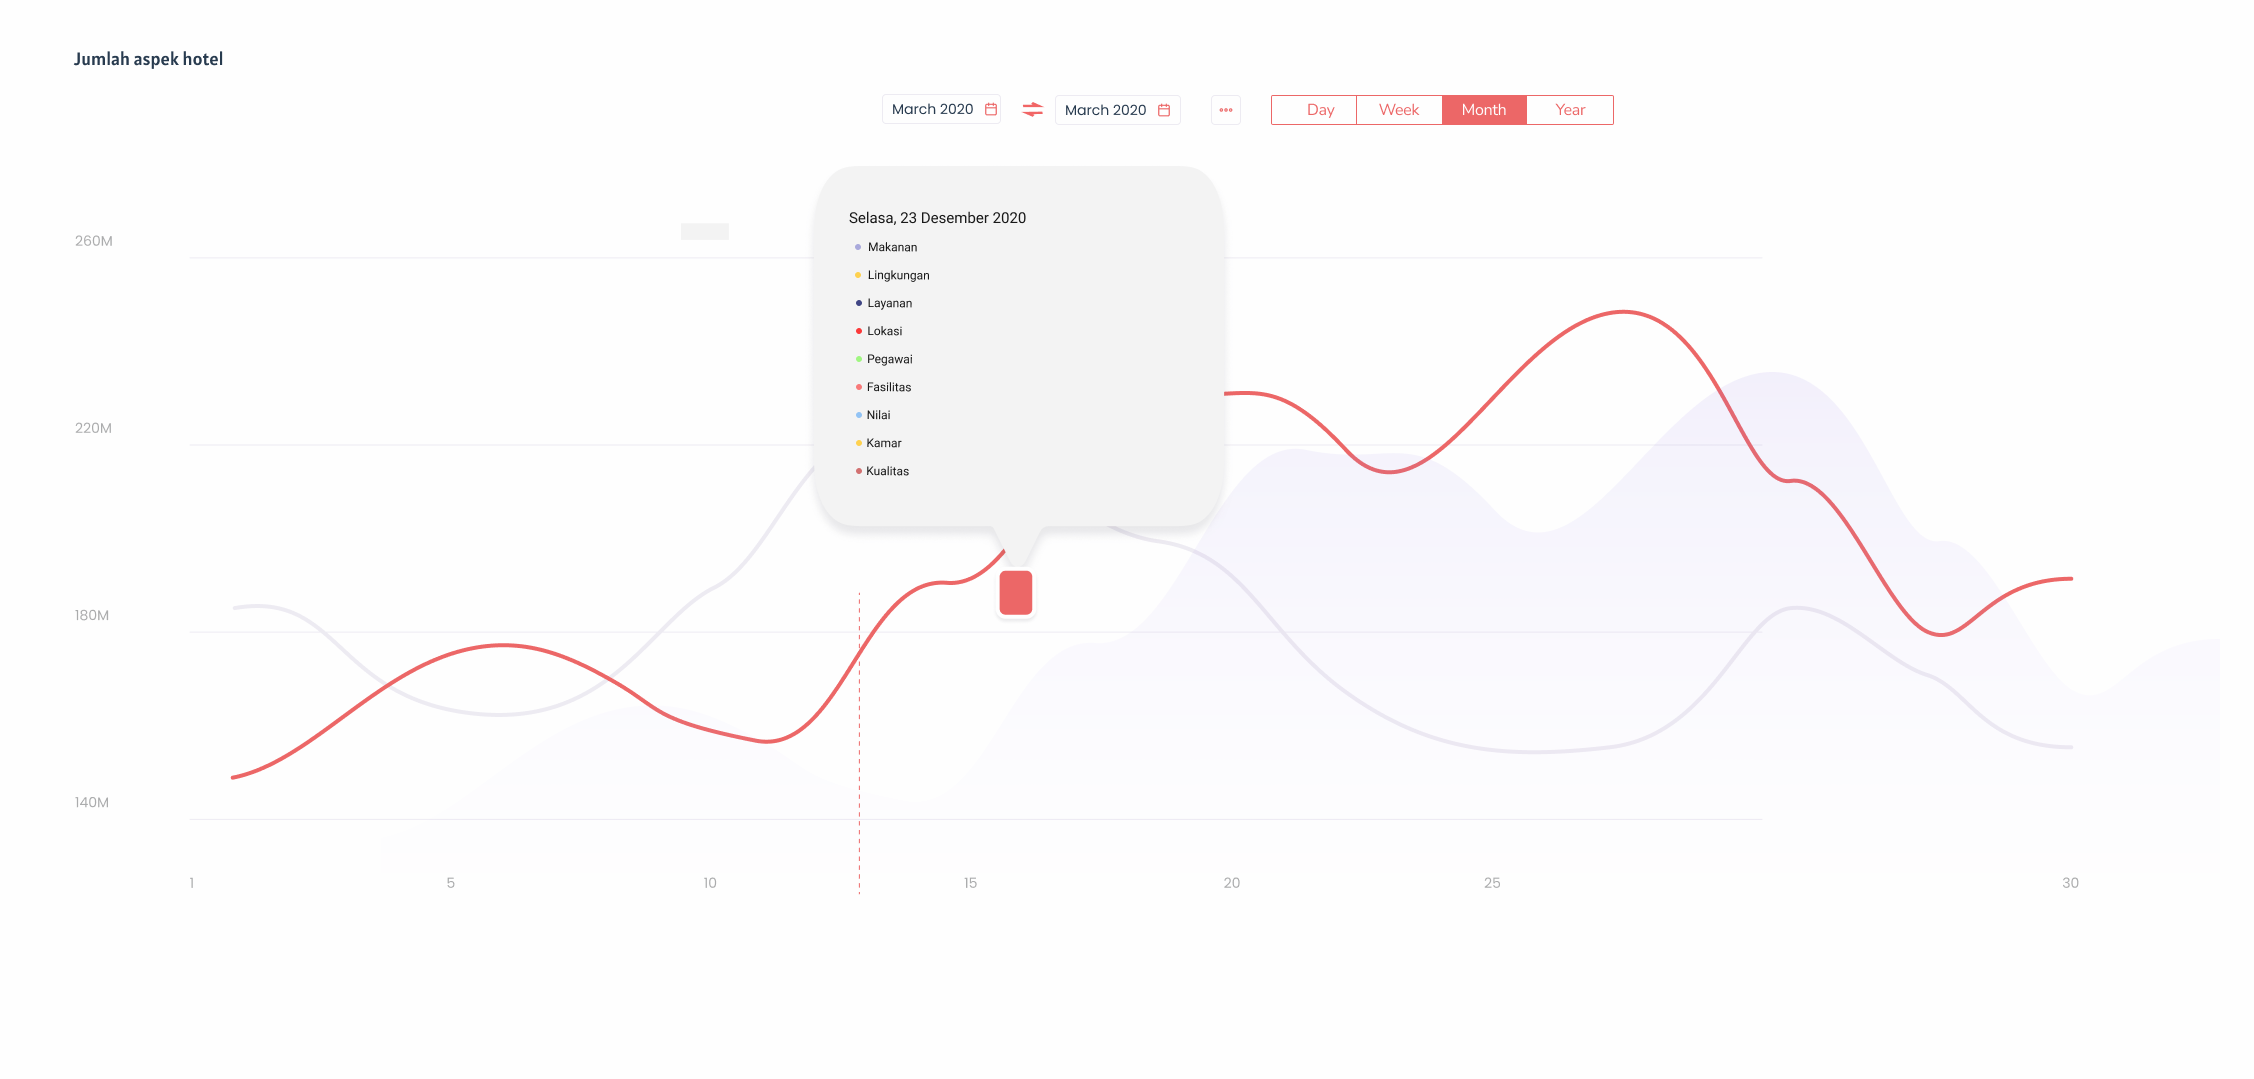 Jumlah aspek hotel
March 2020 March 2020 Day Week Month Year
Selasa, 23 Desember 2020
Makanan
Lingkungan
Layanan
Lokasi
Pegawai
Fasilitas
Nilai
Kamar
Kualitas
260M
220M
180M
140M
1 5 10 15 20 25 30